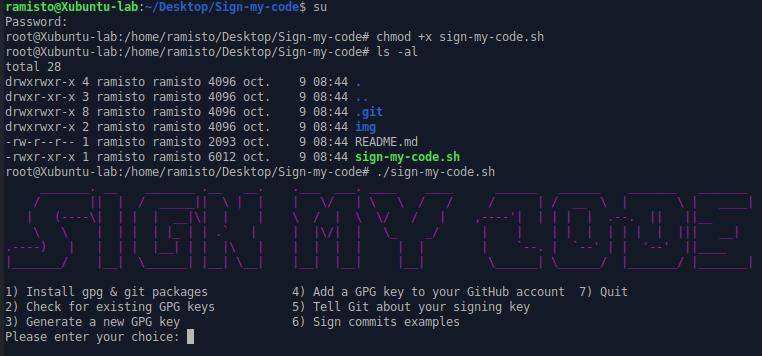 ramisto@Xubuntu-lab:~/Desktop/Sign-my-code$ su
Password:
root@Xubuntu-lab:/home/ramisto/Desktop/Sign-my-code# chmod +x sign-my-code.sh
root@Xubuntu-lab:/home/ramisto/Desktop/Sign-my-code# ls -al
total 28
drwxrwxr-x 4 ramisto ramisto 4096 oct.    9 08:44 .
drwxr-xr-x 3 ramisto ramisto 4096 oct.    9 08:44 ..
drwxrwxr-x 8 ramisto ramisto 4096 oct.    9 08:44 .git
drwxrwxr-x 2 ramisto ramisto 4096 oct.    9 08:44 img
-rw-r--r-- 1 ramisto ramisto 2093 oct.    9 08:44 README.md
-rwxr-xr-x 1 ramisto ramisto 6012 oct.    9 08:44 sign-my-code.sh
root@Xubuntu-lab:/home/ramisto/Desktop/Sign-my-code# ./sign-my-code.sh
SIGN MY CODE
1) Install gpg & git packages           4) Add a GPG key to your GitHub account  7) Quit
2) Check for existing GPG keys          5) Tell Git about your signing key
3) Generate a new GPG key               6) Sign commits examples
Please enter your choice: